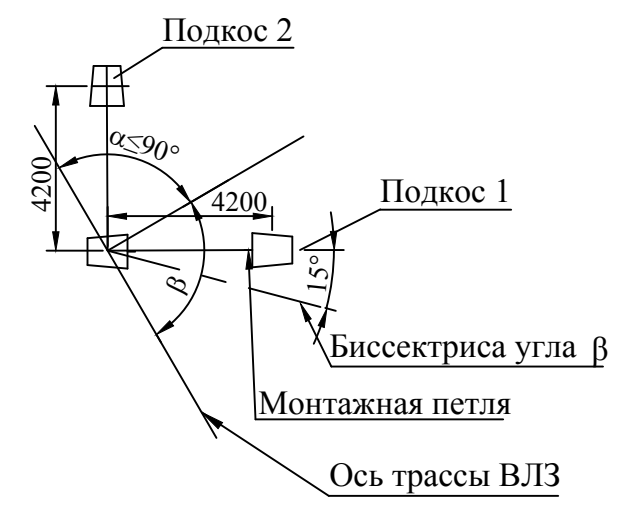 Подкос 2
α≤90°
4200
4200
Подкос 1
β
15°
Биссектриса угла β
Монтажная петля
Ось трассы ВЛЗ